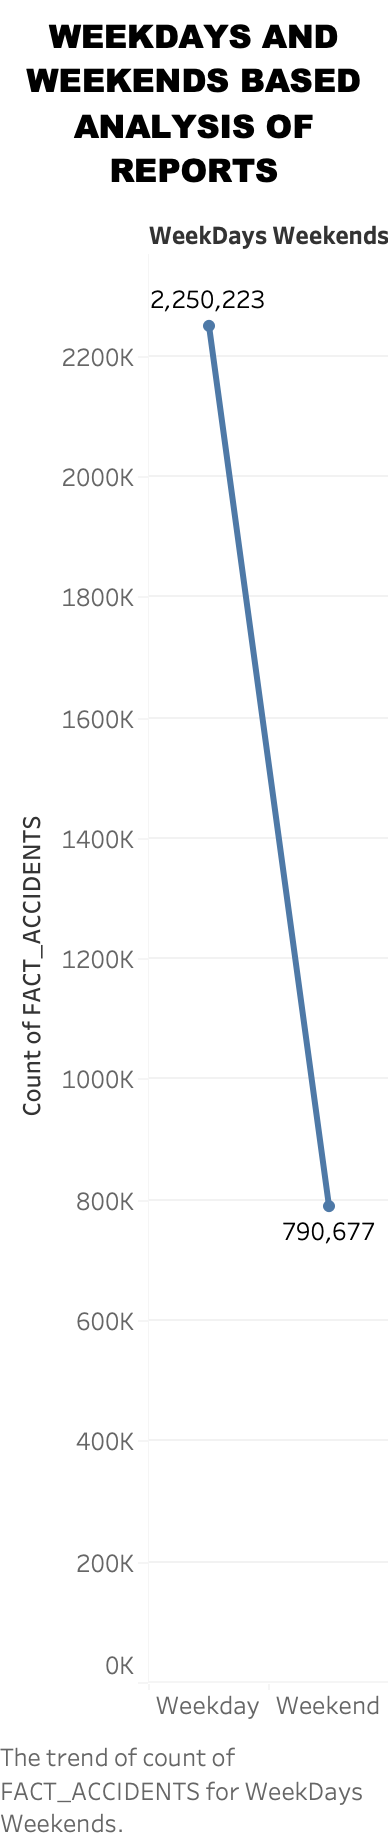 WEEKDAYS AND
WEEKENDS BASED
ANALYSIS OF
REPORTS
WeekDays Weekends
2,250,223
2200K
2000K
1800K
1600K
1400K
1200K
1000K
800K
790,677
600K
400K
200K
0K
Count of FACT_ACCIDENTS
Weekday Weekend
The trend of count of
FACT_ACCIDENTS for WeekDays
Weekends.